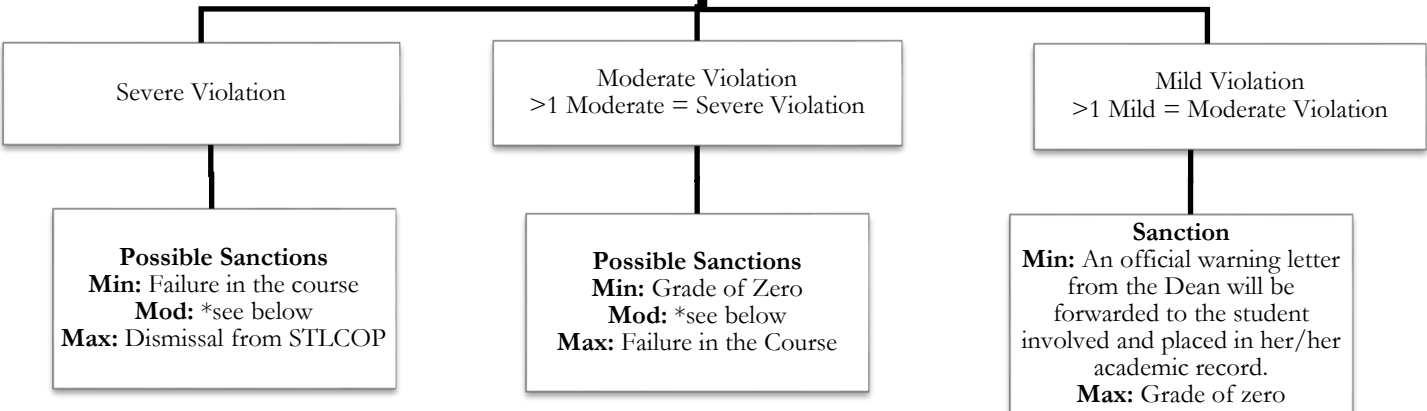 Severe Violation
Moderate Violation
>1 Moderate = Severe Violation
Mild Violation
>1 Mild = Moderate Violation
Possible Sanctions
Min: Failure in the course
Mod: *see below
Max: Dismissal from STLCOP
Possible Sanctions
Min: Grade of Zero
Mod: *see below
Max: Failure in the Course
Sanction
Min: An official warning letter
from the Dean will be
forwarded to the student
involved and placed in her/her
academic record.
Max: Grade of zero